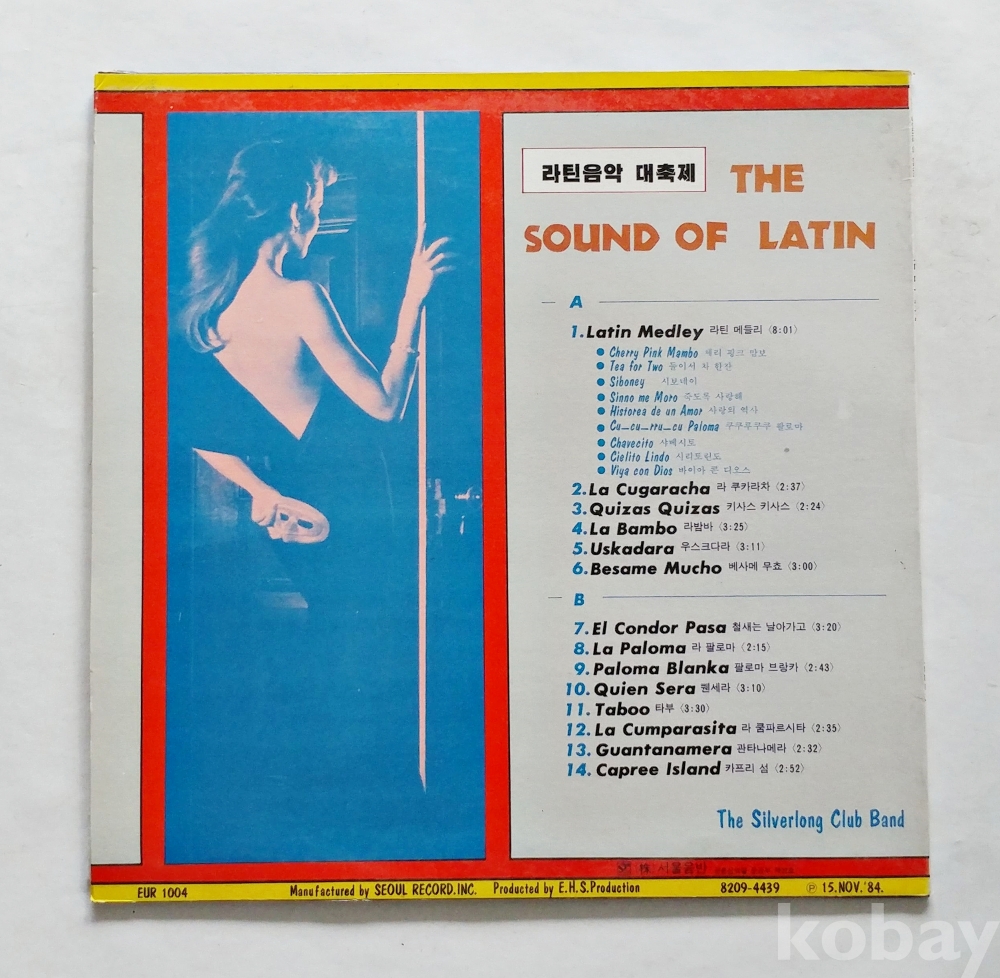 라틴음악 대축제 THE
SOUND OF LATIN
A
1. Latin Medley 라틴 메들리 〈8:01〉
● Cherry Pink Mambo 체리 핑크 맘보
● Tea for Two 둘이서 차 한잔
● Siboney 시보네이
● Sinno me Moro 죽도록 사랑해
● Historea de un Amor 사랑의 역사
● Cu_cu_rru_cu Paloma 쿠쿠루쿠쿠 팔로마
● Chavecito 샤베시토
● Cielito Lindo 시리토린도
● Viya con Dios 바이아 콘 디오스
2. La Cugaracha 라 쿠카라차 〈2:37〉
3. Quizas Quizas 키사스 키사스 〈2:24〉
4. La Bambo 라밤바 〈3:25〉
5. Uskadara 우스크다라 〈3:11〉
6. Besame Mucho 베사메 무쵸 〈3:00〉
B
7. El Condor Pasa 철새는 날아가고 〈3:20〉
8. La Paloma 라 팔로마 〈2:15〉
9. Paloma Blanka 팔로마 브랑카 〈2:43〉
10. Quien Sera 퀜세라 〈3:10〉
11. Taboo 타부 〈3:30〉
12. La Cumparasita 라 쿰파르시타 〈2:35〉
13. Guantanamera 관타나메라 〈2:32〉
14. Capree Island 카프리 섬 〈2:52〉
The Silverlong Club Band
서울음반
EUR 1004 Manufactured by SEOUL RECORD.INC. Produced by E.H.S.Production 8209-4439 ℗ 15.NOV.'84.
kobay